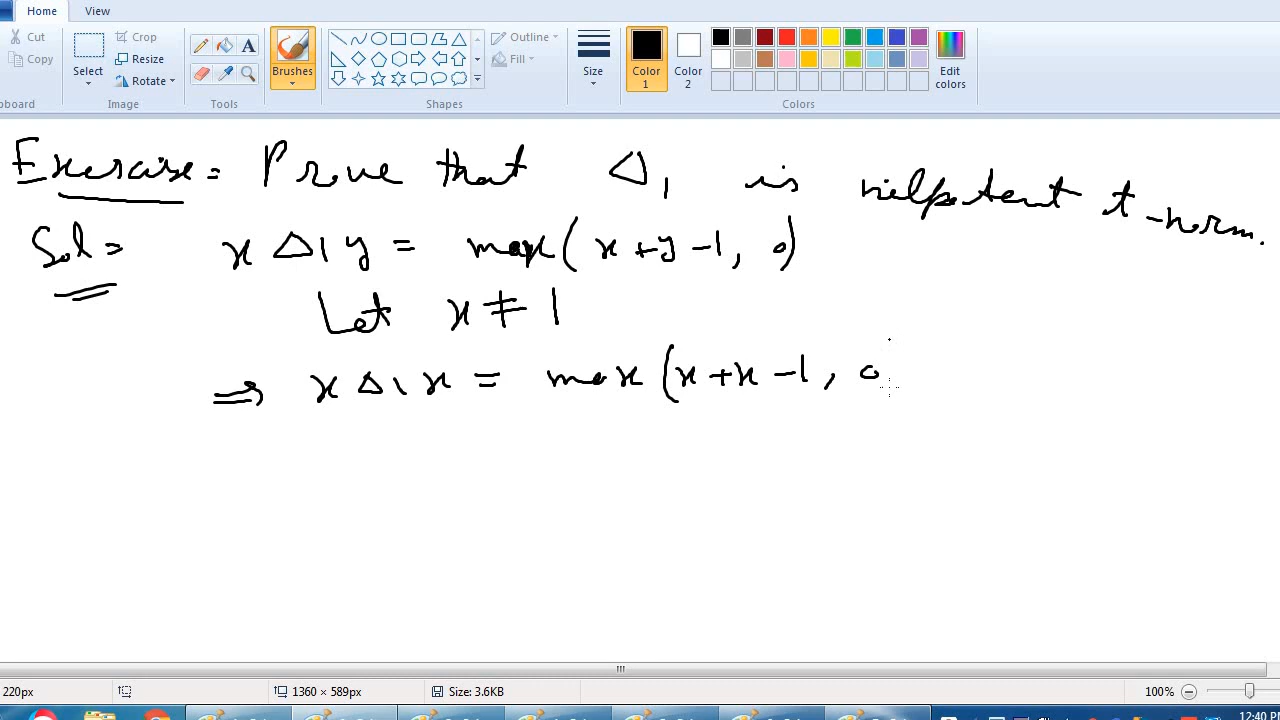 Home View
Cut
Copy
Select
Crop
Resize
Rotate
A
Brushes
Outline
Fill
Size
Color 1
Color 2
Edit colors
Image
Tools
Shapes
Colors
Exercise = Prove that Δ₁ is nilpotent t-norm.
Sol =
x Δ1 y = max(x+y-1, 0)
Let x ≠ 1
⇒ x Δ1 x = max(x+x-1, 0
220px
1360 × 589px
Size: 3.6KB
100%